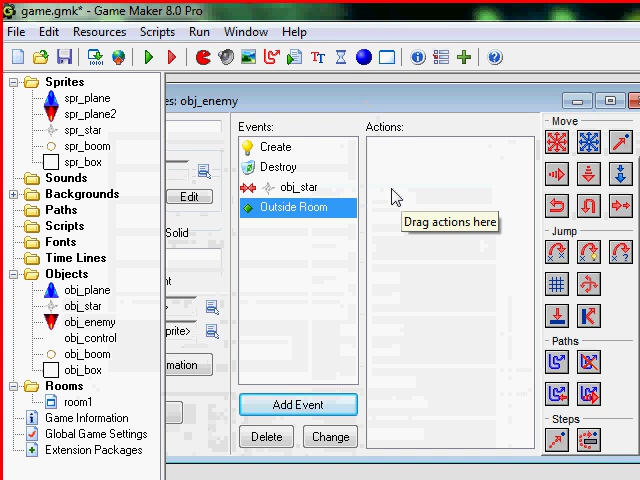 game.gmk* - Game Maker 8.0 Pro
File Edit Resources Scripts Run Window Help
Sprites
spr_plane
spr_plane2
spr_star
spr_boom
spr_box
Sounds
Backgrounds
Paths
Scripts
Fonts
Time Lines
Objects
obj_plane
obj_star
obj_enemy
obj_control
obj_boom
obj_box
Rooms
room1
Game Information
Global Game Settings
Extension Packages
es: obj_enemy
Edit
Solid
nt
>
prite>
mation
Events:
Create
Destroy
obj_star
Outside Room
Add Event
Delete Change
Actions:
Drag actions here
Move
Jump
Paths
Steps